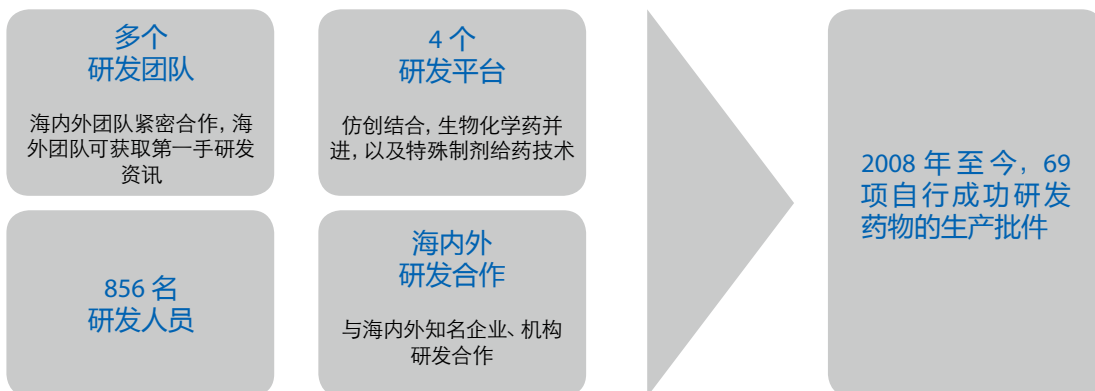 多个
研发团队
海内外团队紧密合作, 海
外团队可获取第一手研发
资讯
4 个
研发平台
仿创结合, 生物化学药并
进, 以及特殊制剂给药技术
856 名
研发人员
海内外
研发合作
与海内外知名企业、机构
研发合作
2008 年至今, 69
项自行成功研发
药物的生产批件